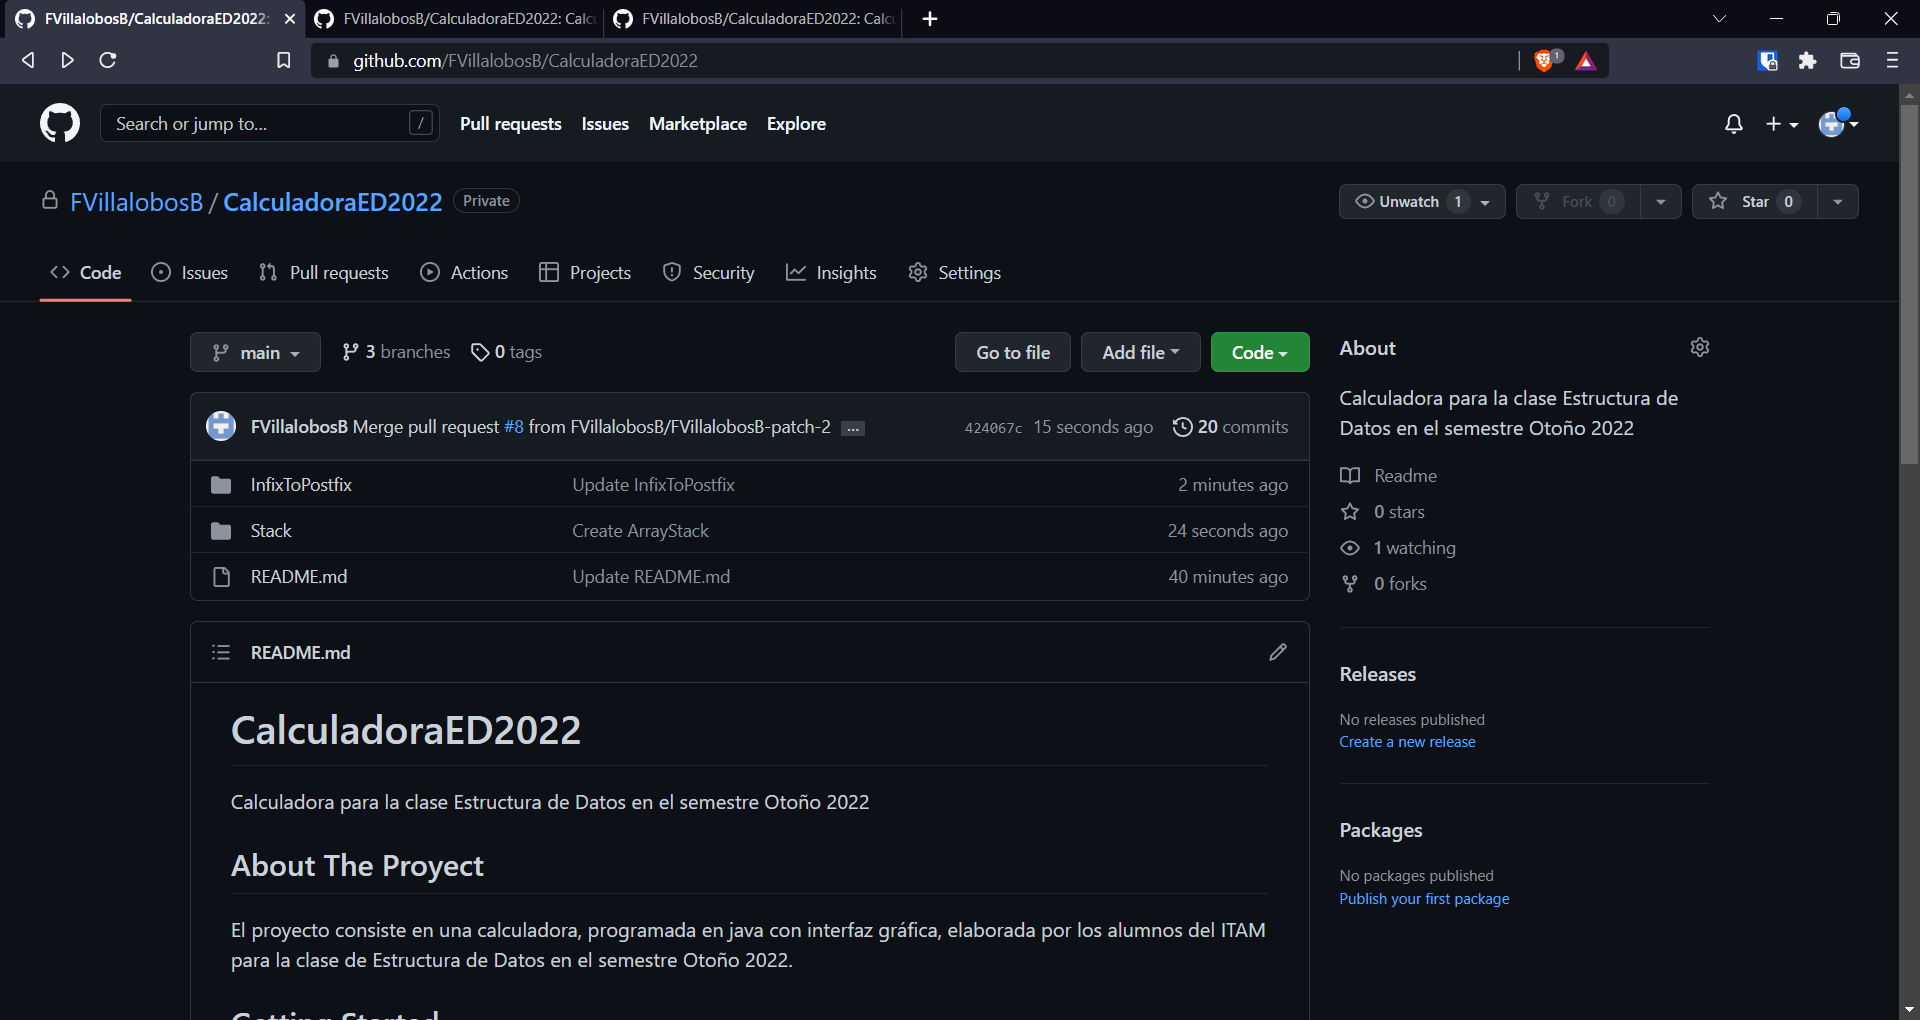 FVillalobosB/CalculadoraED2022:
FVillalobosB/CalculadoraED2022: Calc
FVillalobosB/CalculadoraED2022: Calc
github.com/FVillalobosB/CalculadoraED2022
1
Search or jump to...
/
Pull requests
Issues
Marketplace
Explore
FVillalobosB / CalculadoraED2022
Private
Unwatch 1
Fork 0
Star 0
Code
Issues
Pull requests
Actions
Projects
Security
Insights
Settings
main
3 branches
0 tags
Go to file
Add file
Code
FVillalobosB Merge pull request #8 from FVillalobosB/FVillalobosB-patch-2 ...
424067c 15 seconds ago
20 commits
InfixToPostfix
Update InfixToPostfix
2 minutes ago
Stack
Create ArrayStack
24 seconds ago
README.md
Update README.md
40 minutes ago
README.md
CalculadoraED2022
Calculadora para la clase Estructura de Datos en el semestre Otoño 2022
About The Proyect
El proyecto consiste en una calculadora, programada en java con interfaz gráfica, elaborada por los alumnos del ITAM
para la clase de Estructura de Datos en el semestre Otoño 2022.
Getting Started
About
Calculadora para la clase Estructura de
Datos en el semestre Otoño 2022
Readme
0 stars
1 watching
0 forks
Releases
No releases published
Create a new release
Packages
No packages published
Publish your first package